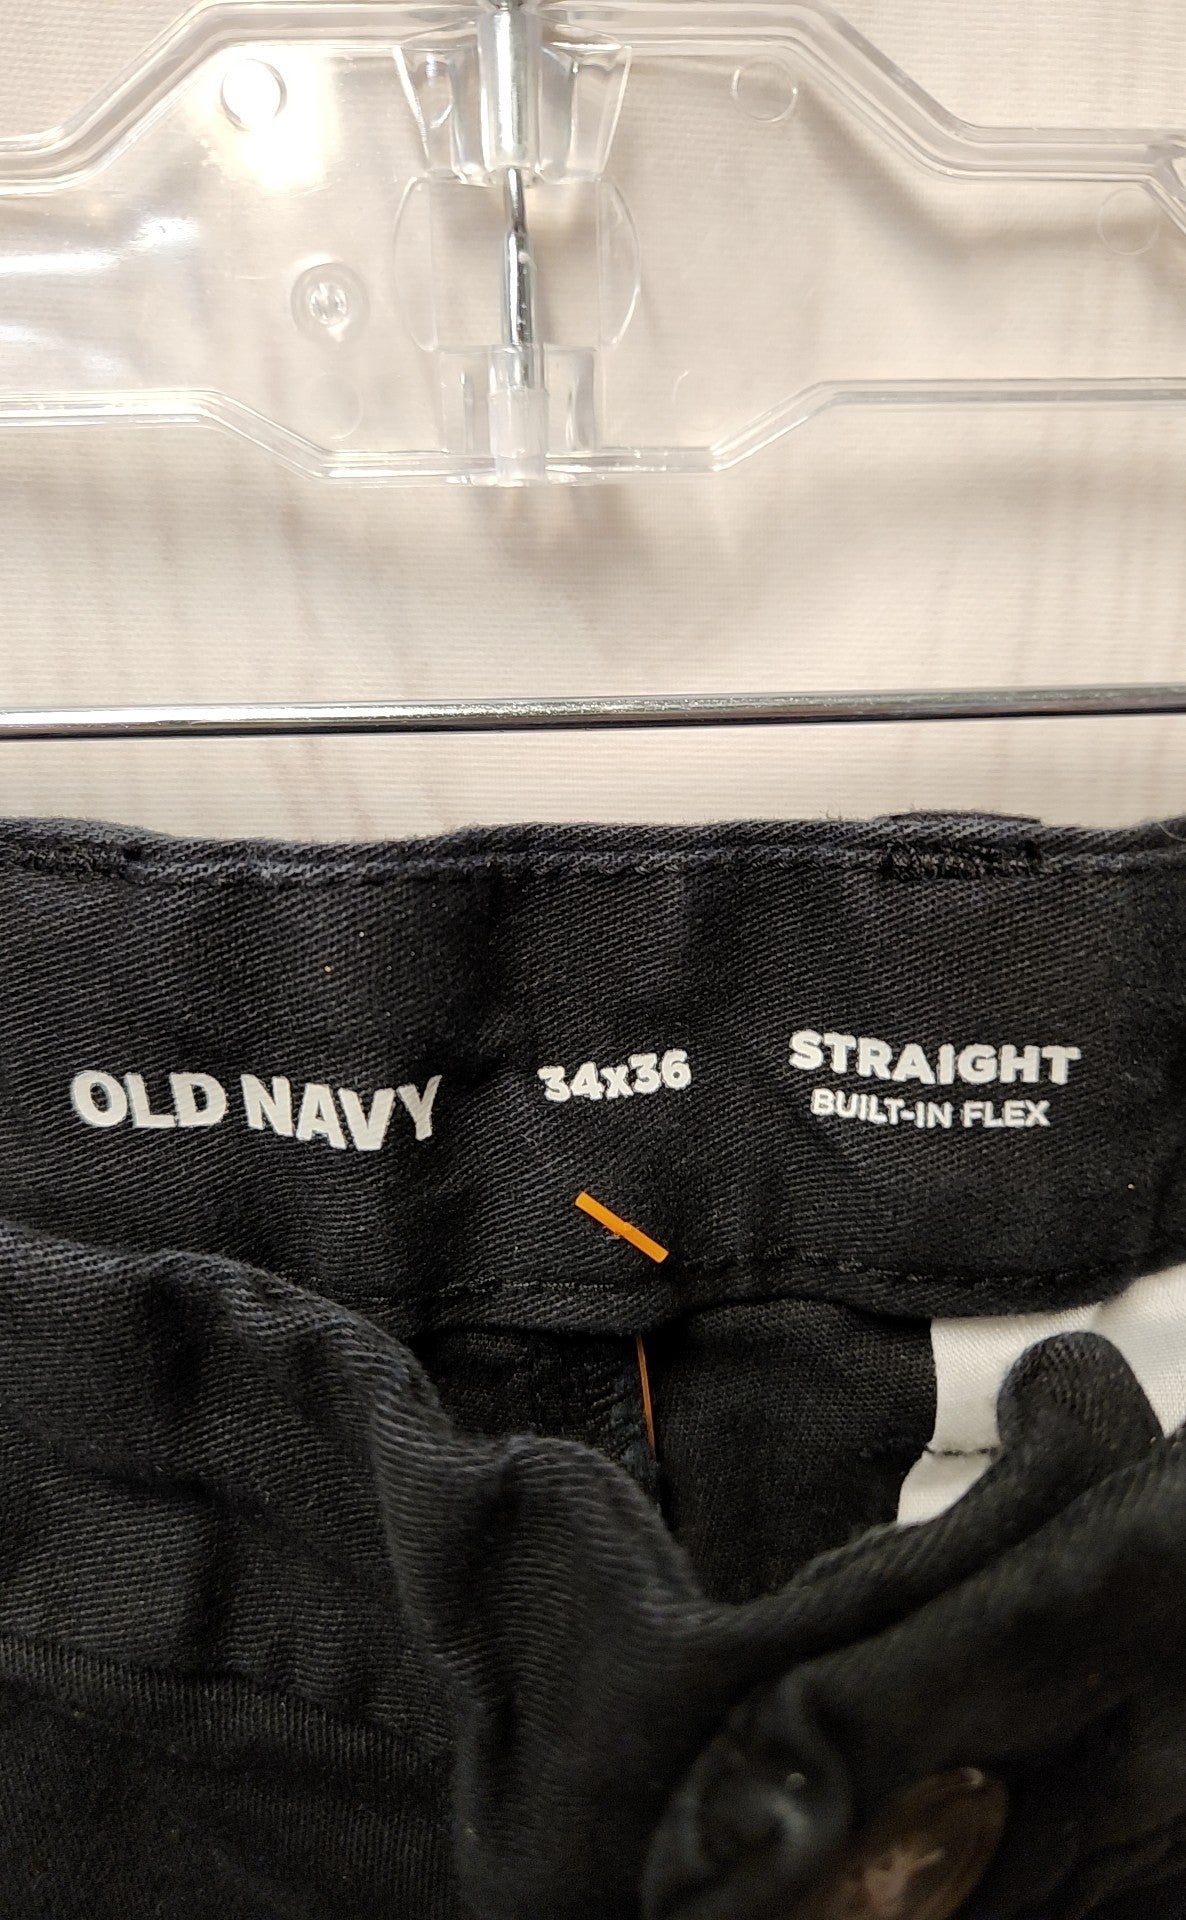 OLD NAVY
34x36
STRAIGHT
BUILT-IN FLEX